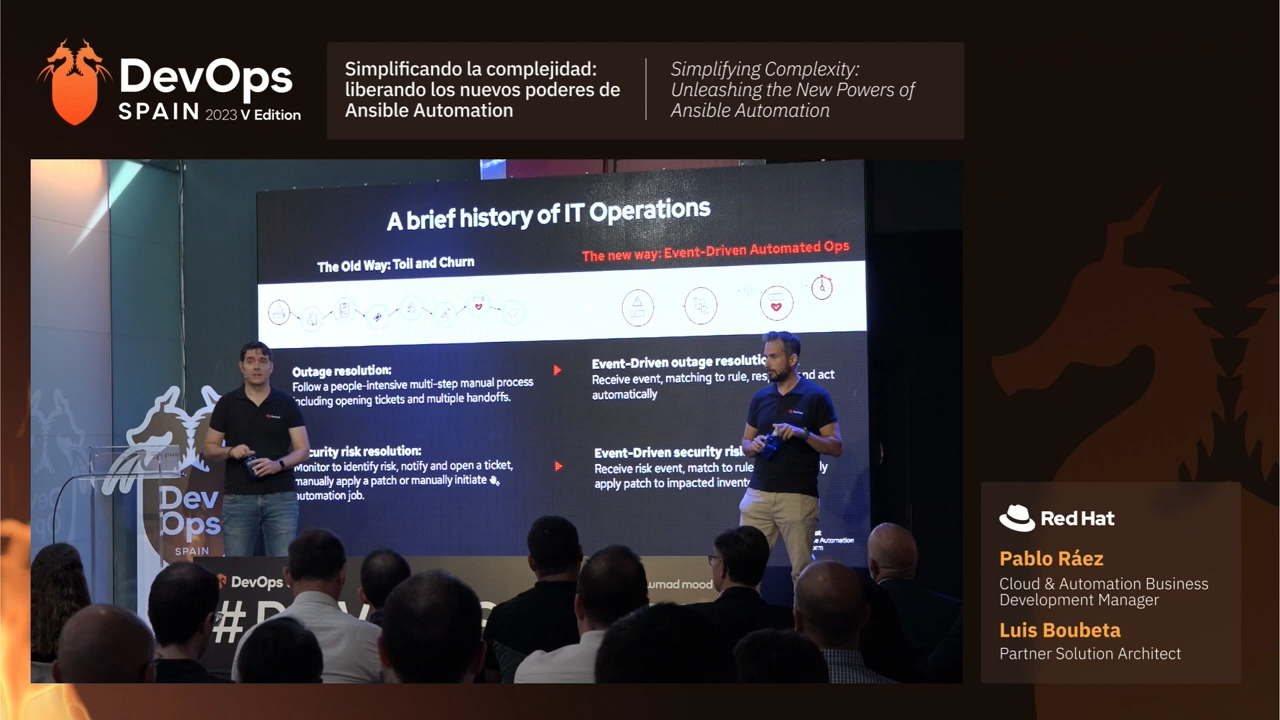 DevOps
SPAIN 2023 V Edition
Simplificando la complejidad:
liberando los nuevos poderes de
Ansible Automation
Simplifying Complexity:
Unleashing the New Powers of
Ansible Automation
A brief history of IT Operations
The Old Way: Toil and Churn
The new way: Event-Driven Automated Ops
Outage resolution:
Follow a people-intensive multi-step manual process
including opening tickets and multiple handoffs.
Event-Driven outage resolutio
Receive event, matching to rule, res nd act
automatically
curity risk resolution:
Monitor to identify risk, notify and open a ticket,
manually apply a patch or manually initiate
automation job.
Event-Driven security risk
Receive risk event, match to rule ly
apply patch to impacted invent
Dev
Ops
SPAIN
DevOps
mad mood
Red Hat
Pablo Ráez
Cloud & Automation Business
Development Manager
Luis Boubeta
Partner Solution Architect